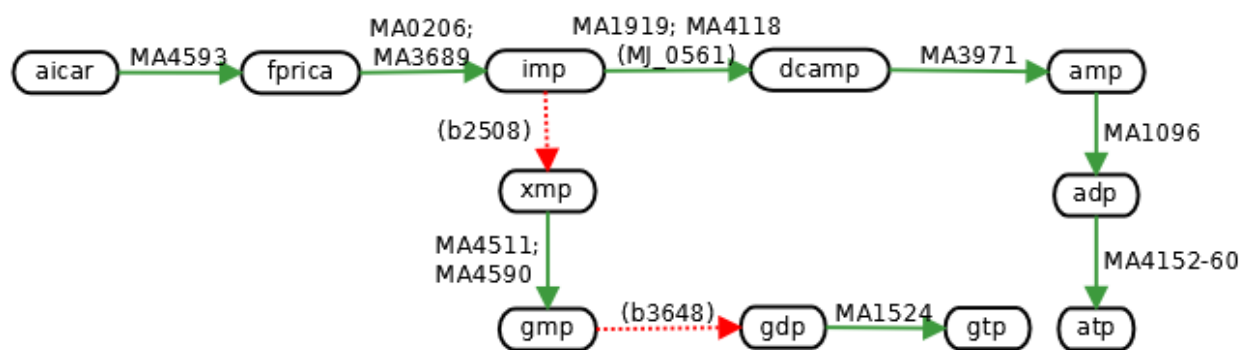 MA0206;
MA1919; MA4118
MA4593
MA3689
(MJ_0561)
MA3971
aicar
fprica
imp
dcamp
amp
(b2508)
MA1096
xmp
adp
MA4511;
MA4590
MA4152-60
(b3648)
MA1524
gmp
gdp
gtp
atp